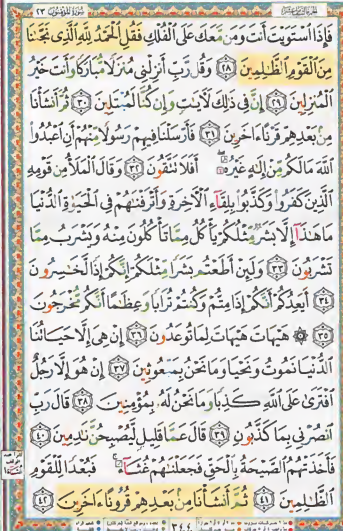 فَإِذَا ٱسْتَوَيْتَ أَنتَ وَمَن مَّعَكَ عَلَى ٱلْفُلْكِ فَقُلِ ٱلْحَمْدُ لِلَّهِ ٱلَّذِى نَجَّىٰنَا
مِنَ ٱلْقَوْمِ ٱلظَّـٰلِمِينَ ٢٨ وَقُل رَّبِّ أَنزِلْنِى مُنزَلًا مُّبَارَكًا وَأَنتَ خَيْرُ
ٱلْمُنزِلِينَ ٢٩ إِنَّ فِى ذَٰلِكَ لَـَٔايَـٰتٍ وَإِن كُنَّا لَمُبْتَلِينَ ٣٠ ثُمَّ أَنشَأْنَا
مِنۢ بَعْدِهِمْ قَرْنًا ءَاخَرِينَ ٣١ فَأَرْسَلْنَا فِيهِمْ رَسُولًا مِّنْهُمْ أَنِ ٱعْبُدُوا۟
ٱللَّهَ مَا لَكُم مِّنْ إِلَـٰهٍ غَيْرُهُۥٓ أَفَلَا تَتَّقُونَ ٣٢ وَقَالَ ٱلْمَلَأُ مِن قَوْمِهِ
ٱلَّذِينَ كَفَرُوا۟ وَكَذَّبُوا۟ بِلِقَآءِ ٱلْـَٔاخِرَةِ وَأَتْرَفْنَـٰهُمْ فِى ٱلْحَيَوٰةِ ٱلدُّنْيَا
مَا هَـٰذَآ إِلَّا بَشَرٌ مِّثْلُكُمْ يَأْكُلُ مِمَّا تَأْكُلُونَ مِنْهُ وَيَشْرَبُ مِمَّا
تَشْرَبُونَ ٣٣ وَلَئِنْ أَطَعْتُم بَشَرًا مِّثْلَكُمْ إِنَّكُمْ إِذًا لَّخَـٰسِرُونَ
٣٤ أَيَعِدُكُمْ أَنَّكُمْ إِذَا مِتُّمْ وَكُنتُمْ تُرَابًا وَعِظَـٰمًا أَنَّكُم مُّخْرَجُونَ
٣٥ ۞ هَيْهَاتَ هَيْهَاتَ لِمَا تُوعَدُونَ ٣٦ إِنْ هِىَ إِلَّا حَيَاتُنَا
ٱلدُّنْيَا نَمُوتُ وَنَحْيَا وَمَا نَحْنُ بِمَبْعُوثِينَ ٣٧ إِنْ هُوَ إِلَّا رَجُلٌ
ٱفْتَرَىٰ عَلَى ٱللَّهِ كَذِبًا وَمَا نَحْنُ لَهُۥ بِمُؤْمِنِينَ ٣٨ قَالَ رَبِّ
ٱنصُرْنِى بِمَا كَذَّبُونِ ٣٩ قَالَ عَمَّا قَلِيلٍ لَّيُصْبِحُنَّ نَـٰدِمِينَ ٤٠
فَأَخَذَتْهُمُ ٱلصَّيْحَةُ بِٱلْحَقِّ فَجَعَلْنَـٰهُمْ غُثَآءً فَبُعْدًا لِّلْقَوْمِ
ٱلظَّـٰلِمِينَ ٤١ ثُمَّ أَنشَأْنَا مِنۢ بَعْدِهِمْ قُرُونًا ءَاخَرِينَ ٤٢
٣٤٤